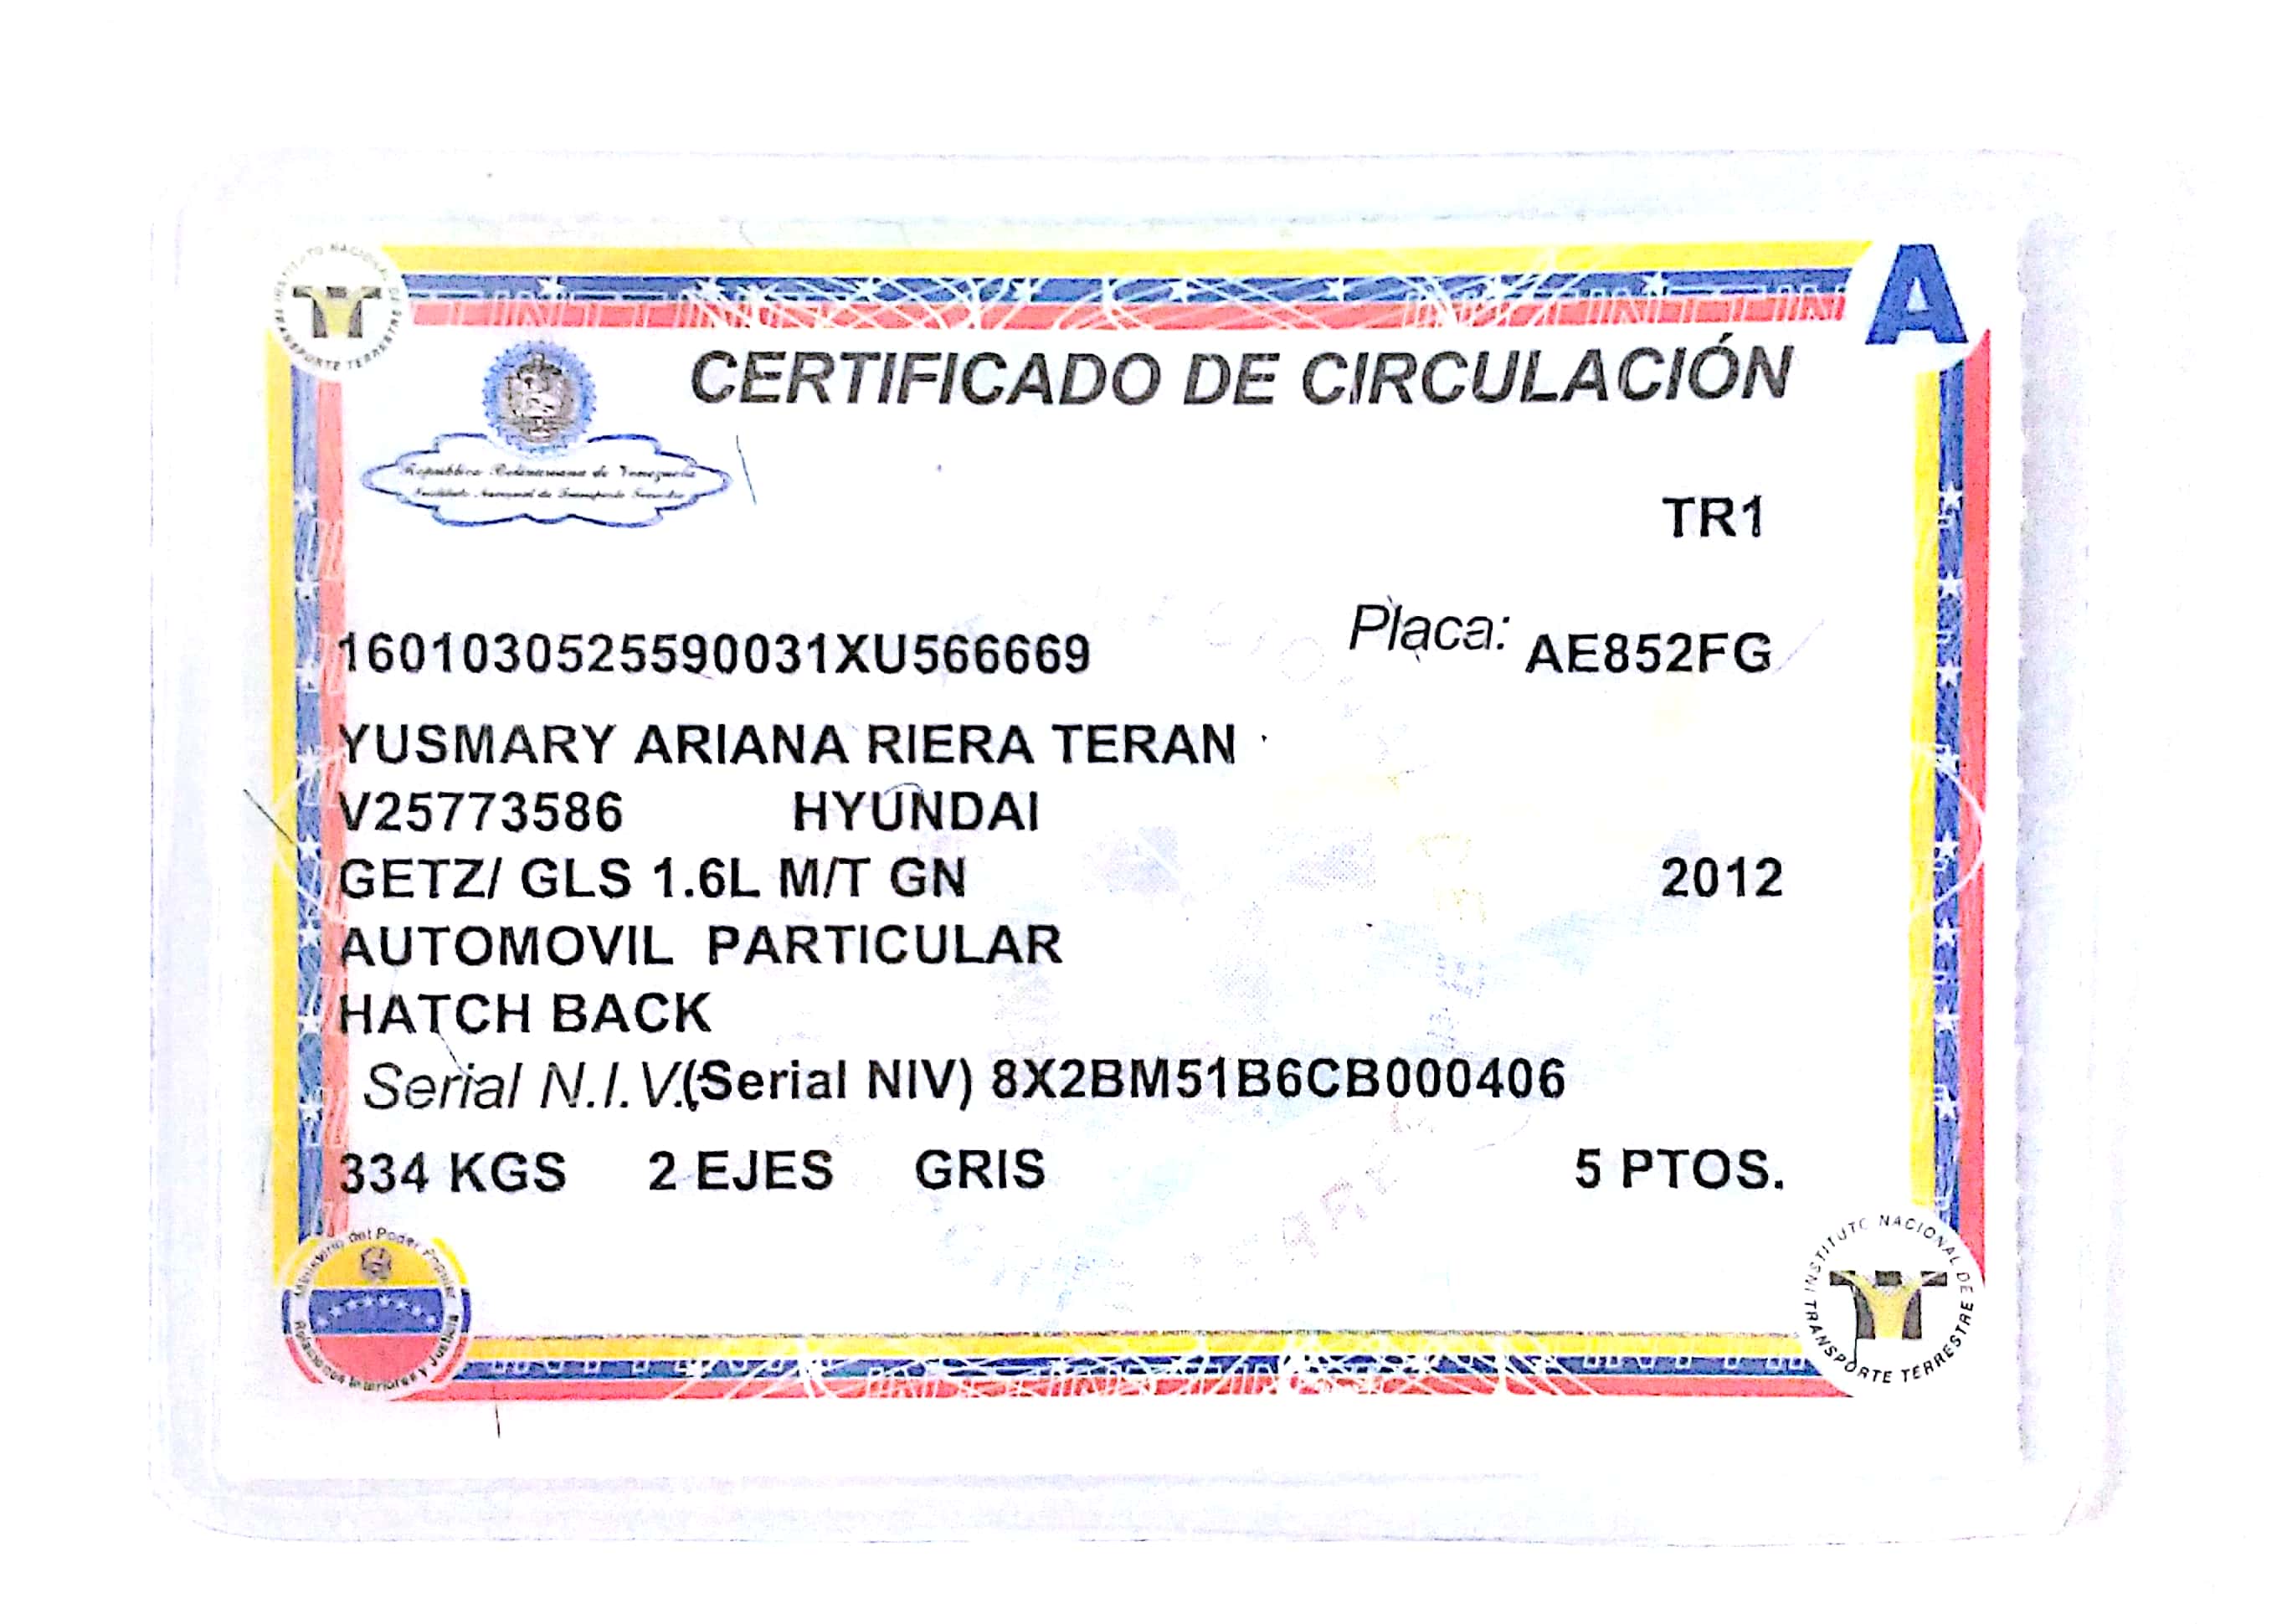 INSTITUTO NACIONAL DE TRANSPORTE TERRESTRE
A
CERTIFICADO DE CIRCULACIÓN
República Bolivariana de Venezuela
Instituto Nacional de Transporte Terrestre
TR1
1601030525590031XU566669 Placa: AE852FG
YUSMARY ARIANA RIERA TERAN
V25773586 HYUNDAI
GETZ/ GLS 1.6L M/T GN 2012
AUTOMOVIL PARTICULAR
HATCH BACK
Serial N.I.V.(Serial NIV) 8X2BM51B6CB000406
334 KGS 2 EJES GRIS 5 PTOS.
Ministerio del Poder Popular
Relaciones Interiores y Justicia
INSTITUTO NACIONAL DE TRANSPORTE TERRESTRE